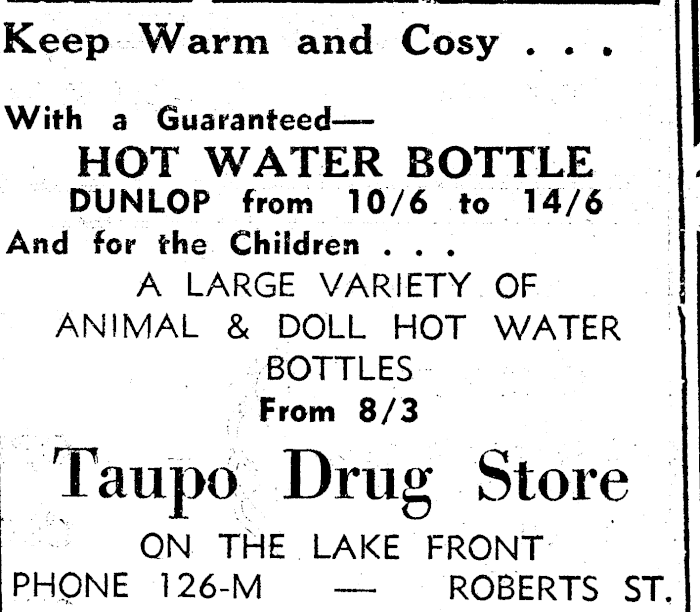 Keep Warm and Cosy . . .
With a Guaranteed—
HOT WATER BOTTLE
DUNLOP from 10/6 to 14/6
And for the Children . . .
A LARGE VARIETY OF
ANIMAL & DOLL HOT WATER
BOTTLES
From 8/3
Taupo Drug Store
ON THE LAKE FRONT
PHONE 126-M — ROBERTS ST.